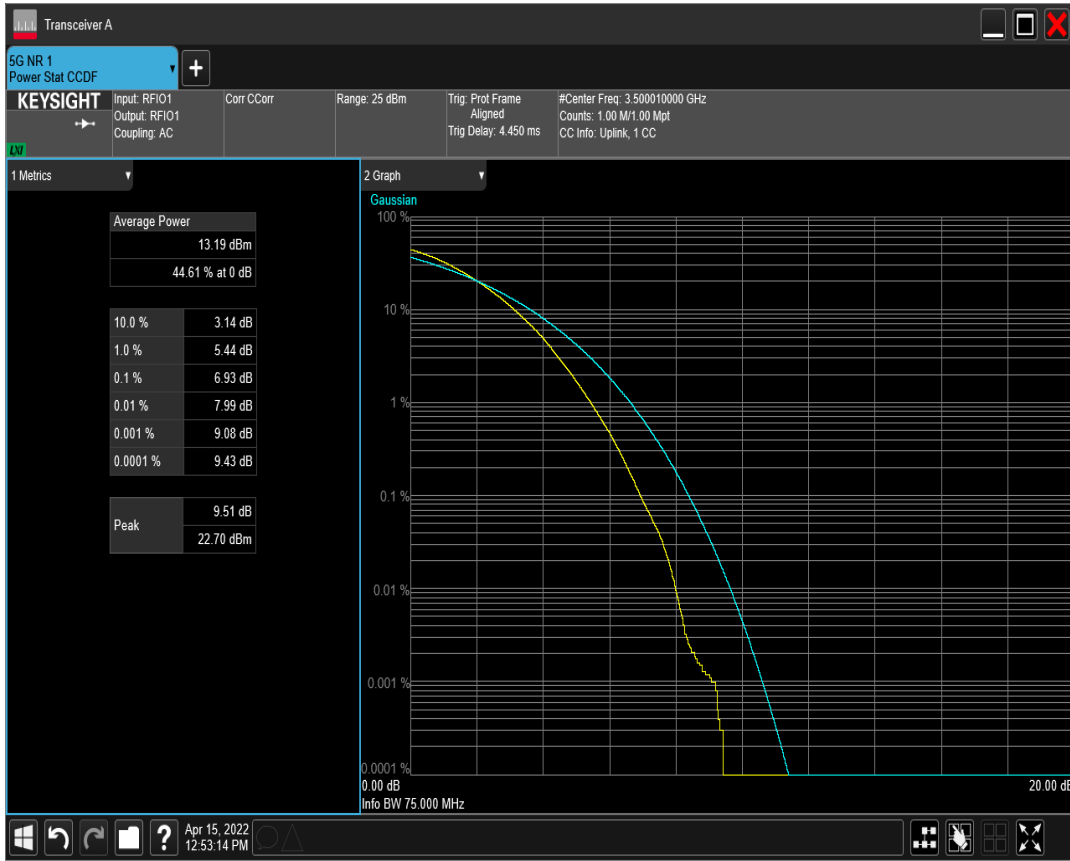 Transceiver A
5G NR 1
Power Stat CCDF
KEYSIGHT
LXI
Input: RFIO1
Output: RFIO1
Coupling: AC
Corr CCorr
Range: 25 dBm
Trig: Prot Frame
Aligned
Trig Delay: 4.450 ms
#Center Freq: 3.500010000 GHz
Counts: 1.00 M/1.00 Mpt
CC Info: Uplink, 1 CC
1 Metrics
Average Power
13.19 dBm
44.61 % at 0 dB
10.0 % 3.14 dB
1.0 % 5.44 dB
0.1 % 6.93 dB
0.01 % 7.99 dB
0.001 % 9.08 dB
0.0001 % 9.43 dB
Peak
9.51 dB
22.70 dBm
2 Graph
Gaussian
100 %
10 %
1 %
0.1 %
0.01 %
0.001 %
0.0001 %
0.00 dB 20.00 dB
Info BW 75.000 MHz
?
Apr 15, 2022
12:53:14 PM